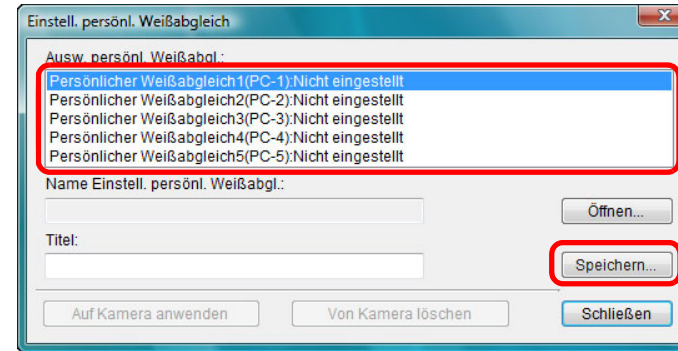 Einstell. persönl. Weißabgleich
Ausw. persönl. Weißabgl.:
Persönlicher Weißabgleich1(PC-1):Nicht eingestellt
Persönlicher Weißabgleich2(PC-2):Nicht eingestellt
Persönlicher Weißabgleich3(PC-3):Nicht eingestellt
Persönlicher Weißabgleich4(PC-4):Nicht eingestellt
Persönlicher Weißabgleich5(PC-5):Nicht eingestellt
Name Einstell. persönl. Weißabgl.:
Öffnen...
Titel:
Speichern...
Auf Kamera anwenden
Von Kamera löschen
Schließen